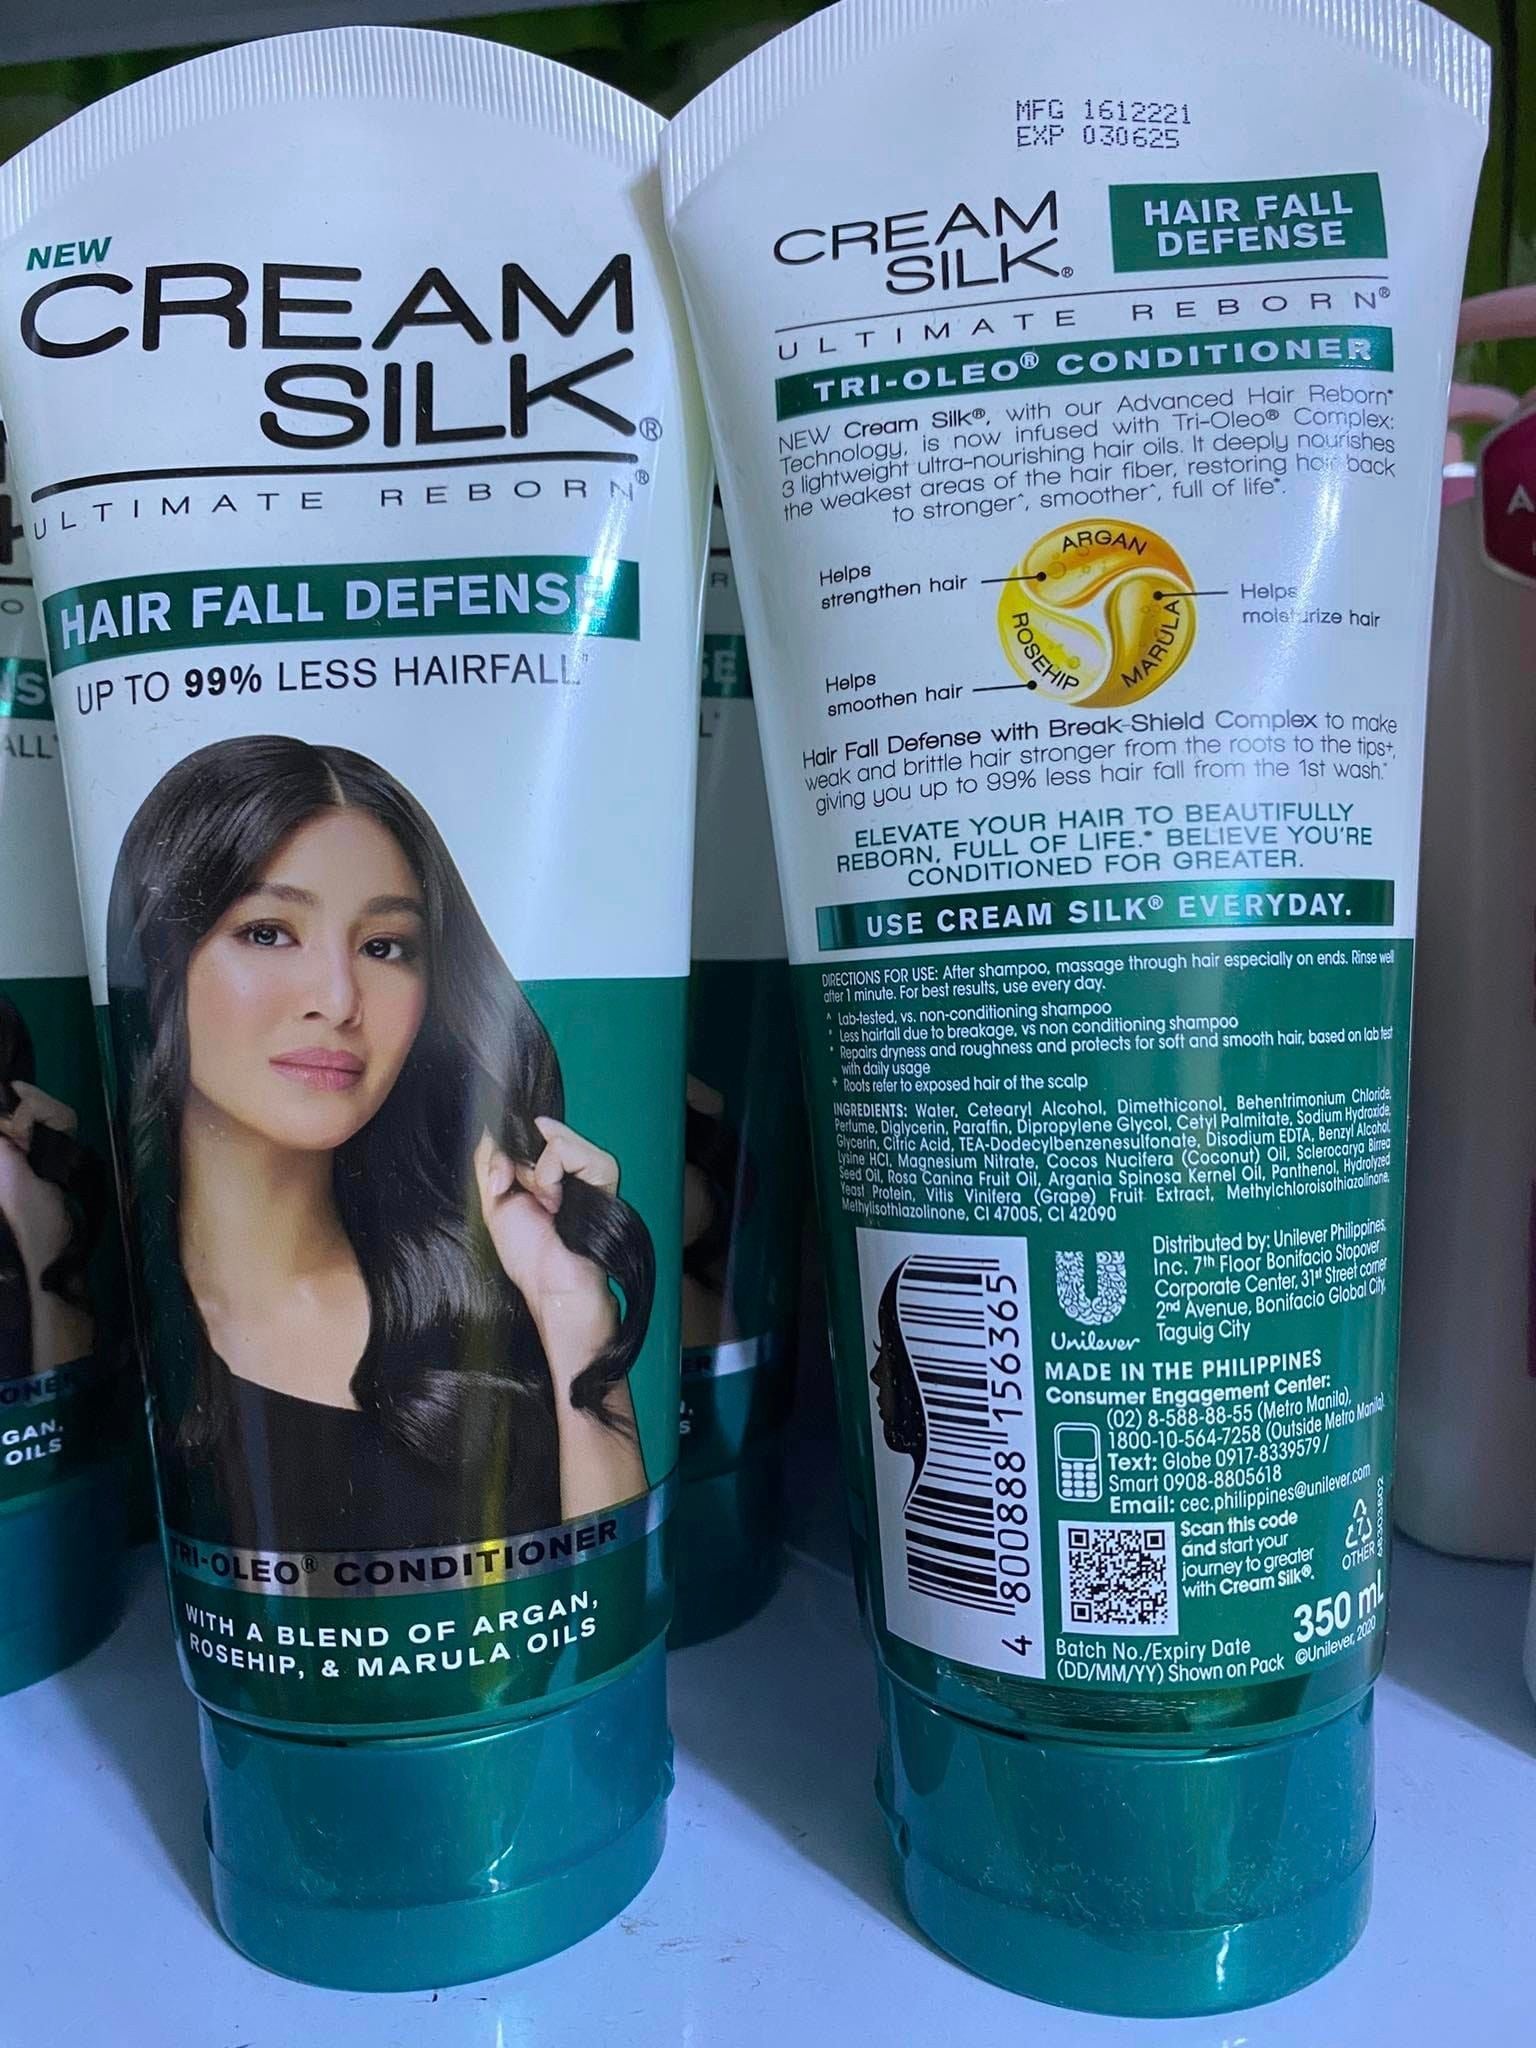 NEW
CREAM
SILK®
ULTIMATE REBORN®
HAIR FALL DEFENSE
UP TO 99% LESS HAIRFALL
TRI-OLEO® CONDITIONER
WITH A BLEND OF ARGAN,
ROSEHIP, & MARULA OILS
MFG 1612221
EXP 030625
CREAM
SILK®
HAIR FALL
DEFENSE
ULTIMATE REBORN®
TRI-OLEO® CONDITIONER
NEW Cream Silk®, with our Advanced Hair Reborn*
Technology, is now infused with Tri-Oleo® Complex:
3 lightweight ultra-nourishing hair oils. It deeply nourishes
the weakest areas of the hair fiber, restoring hair back
to stronger^, smoother^, full of life*.
ARGAN
Helps
strengthen hair
Helps
moisturize hair
ROSEHIP
MARULA
Helps
smoothen hair
Hair Fall Defense with Break-Shield Complex to make
weak and brittle hair stronger from the roots to the tips+,
giving you up to 99% less hair fall from the 1st wash."
ELEVATE YOUR HAIR TO BEAUTIFULLY
REBORN, FULL OF LIFE.* BELIEVE YOU'RE
CONDITIONED FOR GREATER.
USE CREAM SILK® EVERYDAY.
DIRECTIONS FOR USE: After shampoo, massage through hair especially on ends. Rinse well
after 1 minute. For best results, use every day.
^ Lab-tested, vs. non-conditioning shampoo
" Less hairfall due to breakage, vs non conditioning shampoo
* Repairs dryness and roughness and protects for soft and smooth hair, based on lab test
with daily usage
+ Roots refer to exposed hair of the scalp
INGREDIENTS: Water, Cetearyl Alcohol, Dimethiconol, Behentrimonium Chloride,
Perfume, Diglycerin, Paraffin, Dipropylene Glycol, Cetyl Palmitate, Sodium Hydroxide,
Glycerin, Citric Acid, TEA-Dodecylbenzenesulfonate, Disodium EDTA, Benzyl Alcohol,
Lysine HCl, Magnesium Nitrate, Cocos Nucifera (Coconut) Oil, Sclerocarya Birrea
Seed Oil, Rosa Canina Fruit Oil, Argania Spinosa Kernel Oil, Panthenol, Hydrolyzed
Yeast Protein, Vitis Vinifera (Grape) Fruit Extract, Methylchloroisothiazolinone,
Methylisothiazolinone, CI 47005, CI 42090
4 800888 156365
Unilever
Distributed by: Unilever Philippines,
Inc. 7th Floor Bonifacio Stopover
Corporate Center, 31st Street corner
2nd Avenue, Bonifacio Global City,
Taguig City
MADE IN THE PHILIPPINES
Consumer Engagement Center:
(02) 8-588-88-55 (Metro Manila),
1800-10-564-7258 (Outside Metro Manila)
Text: Globe 0917-8339579 /
Smart 0908-8805618
Email: cec.philippines@unilever.com
Scan this code
and start your
journey to greater
with Cream Silk®.
7
OTHER
68303802
350 mL
Batch No./Expiry Date
(DD/MM/YY) Shown on Pack
©Unilever, 2020